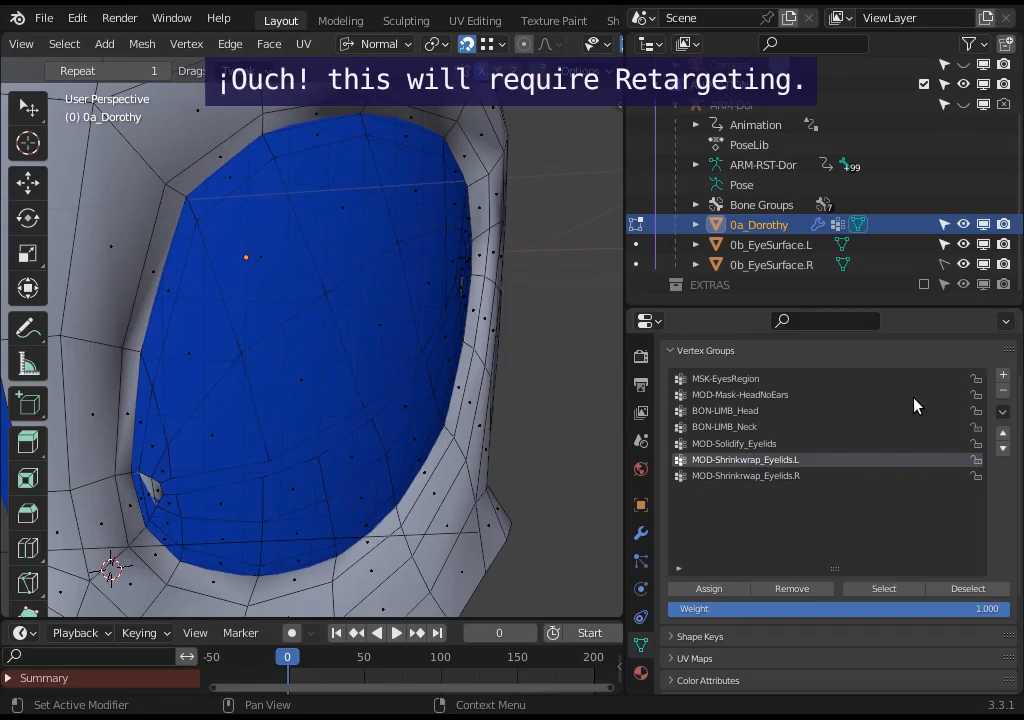 File Edit Render Window Help Layout Modeling Sculpting UV Editing Texture Paint Sh Scene ViewLayer
View Select Add Mesh Vertex Edge Face UV Normal
Repeat 1 Drag:
¡Ouch! this will require Retargeting.
User Perspective
(0) 0a_Dorothy
Animation
PoseLib
ARM-RST-Dor 99
Pose
Bone Groups 17
0a_Dorothy
0b_EyeSurface.L
0b_EyeSurface.R
EXTRAS
Vertex Groups
MSK-EyesRegion
MOD-Mask-HeadNoEars
BON-LIMB_Head
BON-LIMB_Neck
MOD-Solidify_Eyelids
MOD-Shrinkwrap_Eyelids.L
MOD-Shrinkrwap_Eyelids.R
Assign Remove Select Deselect
Weight 1.000
Shape Keys
UV Maps
Color Attributes
Playback Keying View Marker 0 Start
-50 0 50 100 150 200
Summary
Set Active Modifier Pan View Context Menu 3.3.1